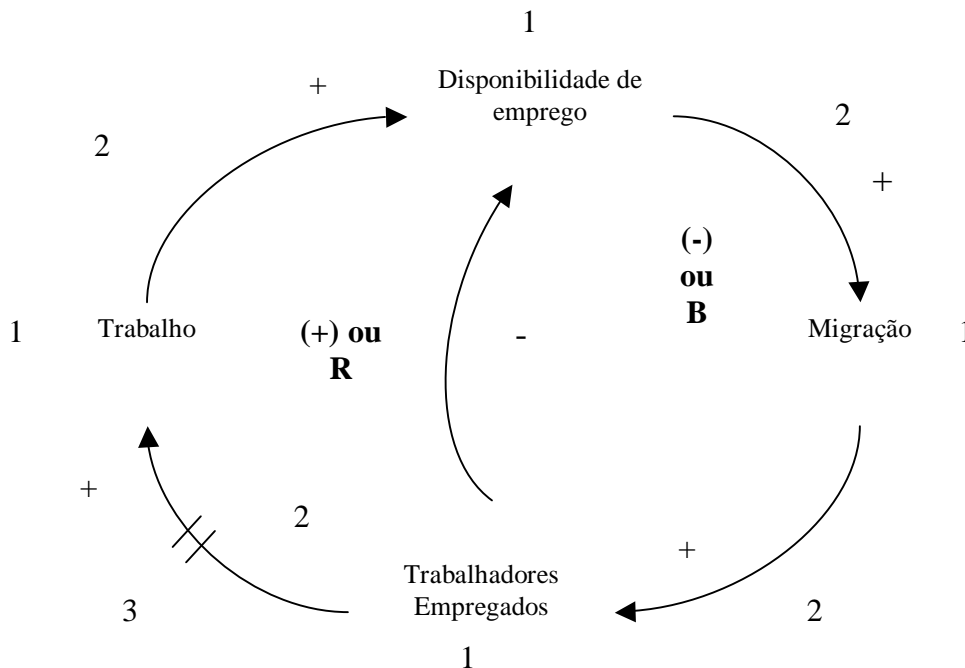 1
Disponibilidade de
emprego
+
2
2
+
(-)
ou
B
1
Trabalho
(+) ou
R
-
Migração
1
+
2
+
3
Trabalhadores
Empregados
2
1